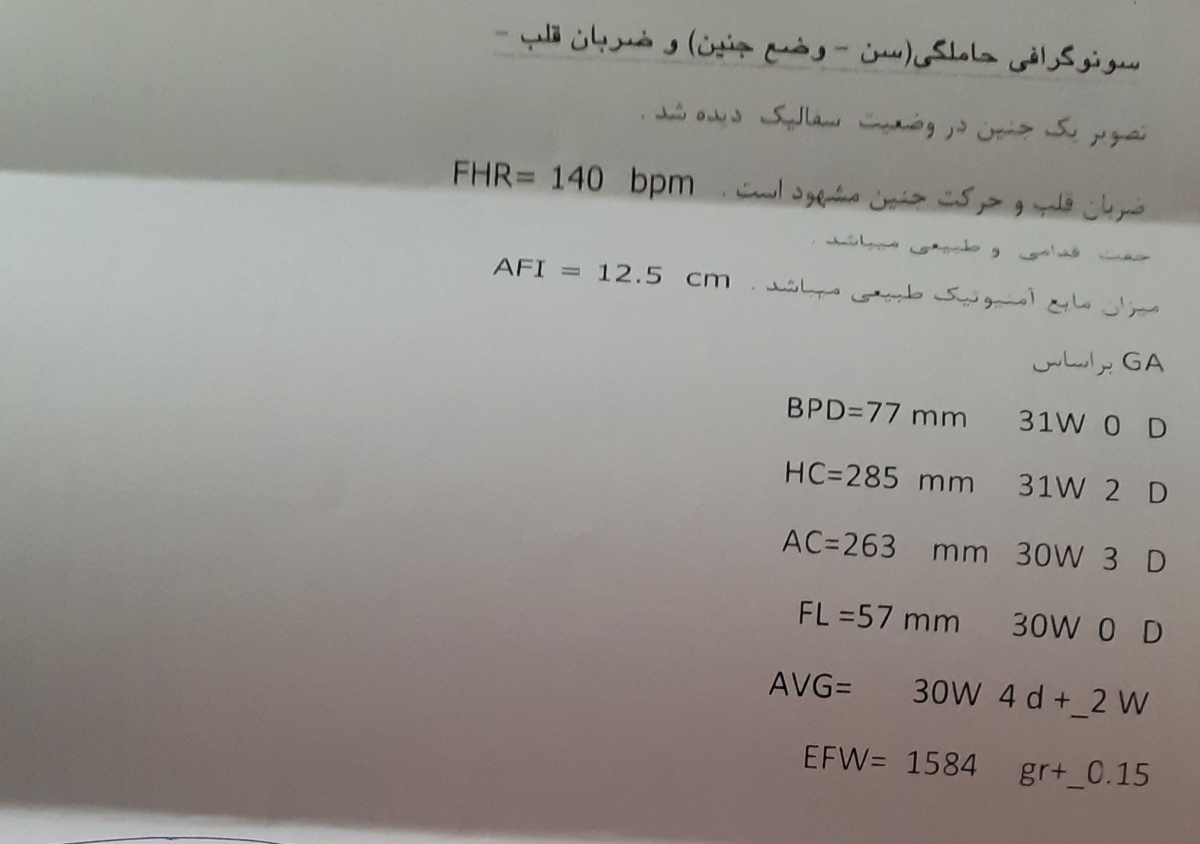 سونوگرافی حاملگی(سن - وضع جنین) و ضربان قلب -
تصویر یک جنین در وضعیت سفالیک دیده شد .
ضربان قلب و حرکت جنین مشهود است . FHR= 140 bpm
جفت قدامی و طبیعی میباشد .
میزان مایع آمنیوتیک طبیعی میباشد . AFI = 12.5 cm
GA براساس
BPD=77 mm 31W 0 D
HC=285 mm 31W 2 D
AC=263 mm 30W 3 D
FL =57 mm 30W 0 D
AVG= 30W 4 d +_2 W
EFW= 1584 gr+_0.15